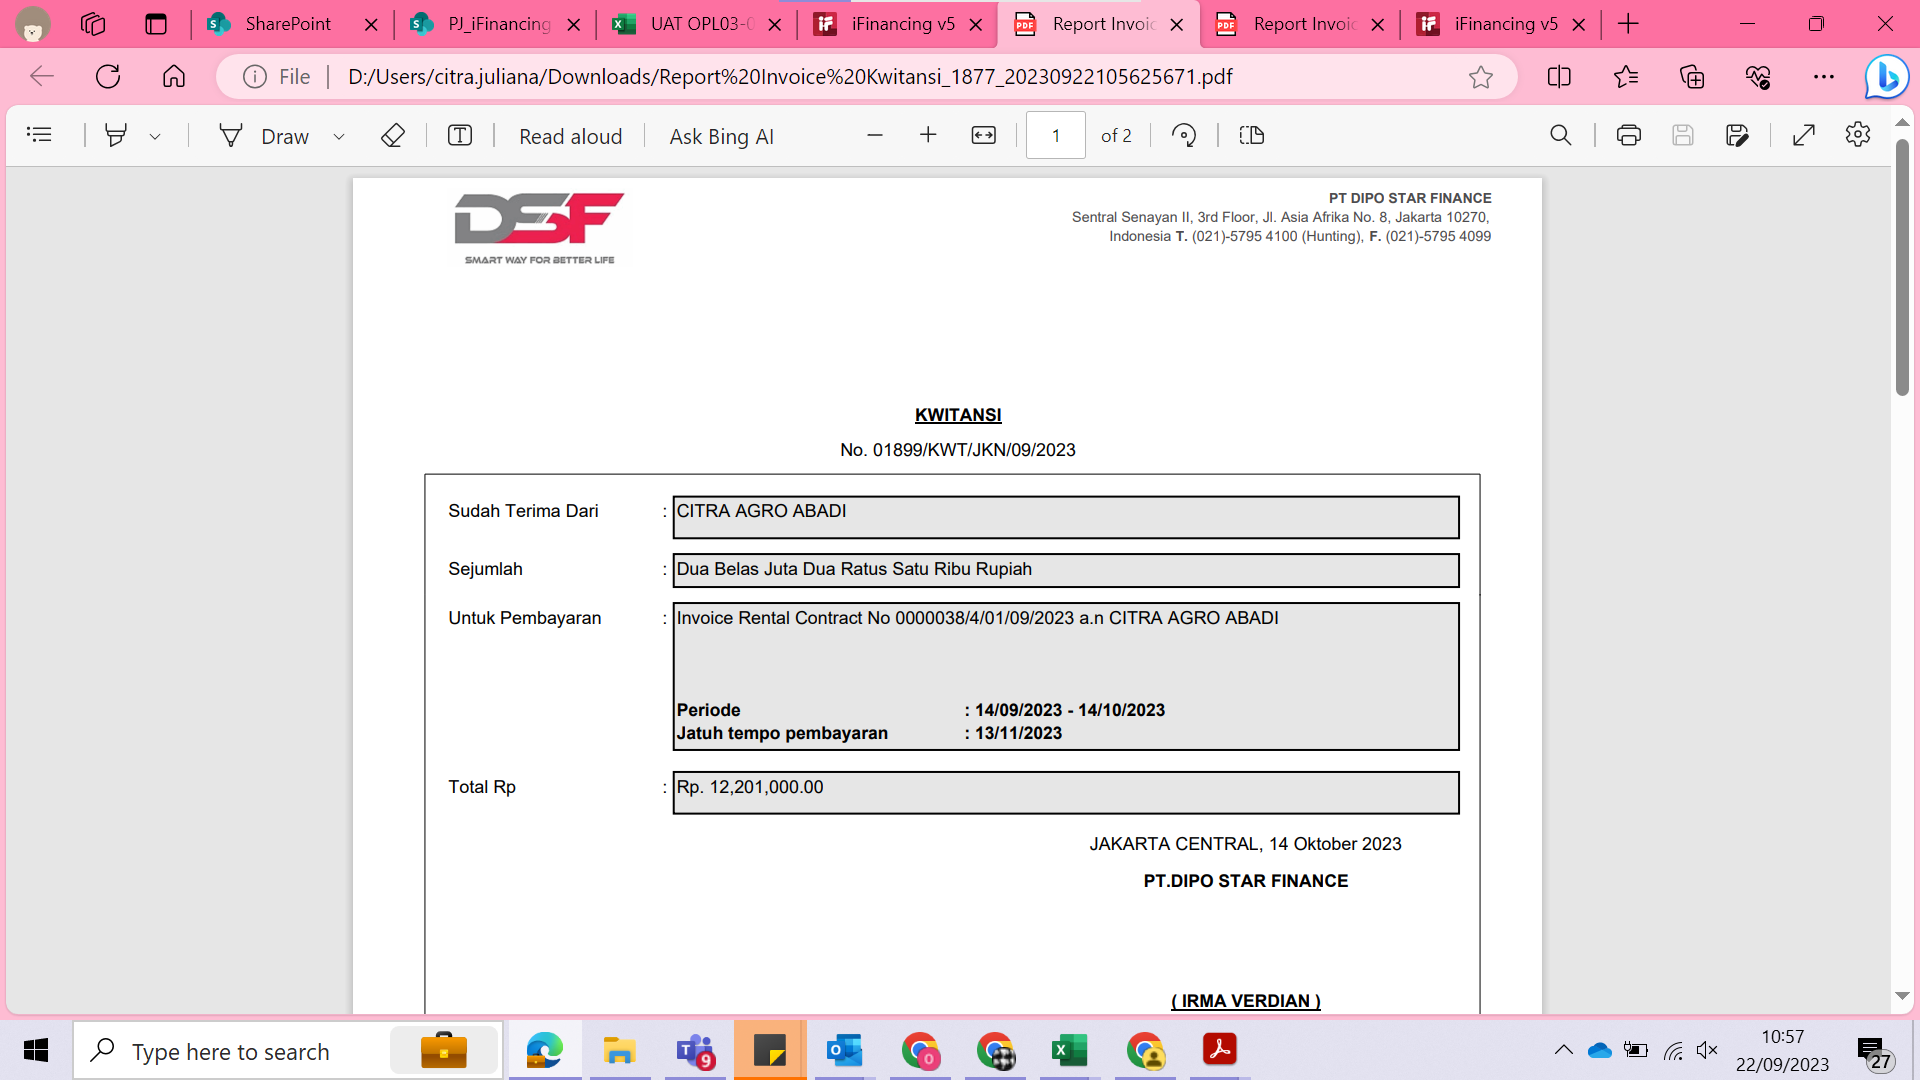 SharePoint
PJ_iFinancing
UAT OPL03-0
iFinancing v5
Report Invoic
Report Invoic
iFinancing v5
File
D:/Users/citra.juliana/Downloads/Report%20Invoice%20Kwitansi_1877_20230922105625671.pdf
Draw
Read aloud
Ask Bing AI
1
of 2
DSF
SMART WAY FOR BETTER LIFE
PT DIPO STAR FINANCE
Sentral Senayan II, 3rd Floor, Jl. Asia Afrika No. 8, Jakarta 10270,
Indonesia T. (021)-5795 4100 (Hunting), F. (021)-5795 4099
KWITANSI
No. 01899/KWT/JKN/09/2023
Sudah Terima Dari : CITRA AGRO ABADI
Sejumlah : Dua Belas Juta Dua Ratus Satu Ribu Rupiah
Untuk Pembayaran : Invoice Rental Contract No 0000038/4/01/09/2023 a.n CITRA AGRO ABADI
Periode : 14/09/2023 - 14/10/2023
Jatuh tempo pembayaran : 13/11/2023
Total Rp : Rp. 12,201,000.00
JAKARTA CENTRAL, 14 Oktober 2023
PT.DIPO STAR FINANCE
( IRMA VERDIAN )
Type here to search
9
10:57
22/09/2023
27